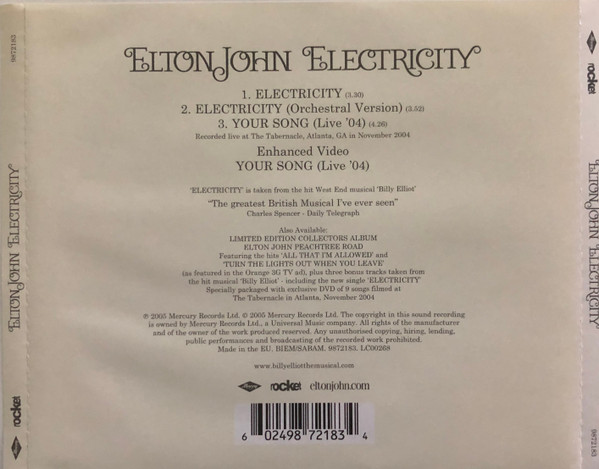 ELTON JOHN ELECTRICITY
1. ELECTRICITY (3.30)
2. ELECTRICITY (Orchestral Version) (3.52)
3. YOUR SONG (Live '04) (4.26)
Recorded live at The Tabernacle, Atlanta, GA in November 2004
Enhanced Video
YOUR SONG (Live '04)
'ELECTRICITY' is taken from the hit West End musical 'Billy Elliot'
"The greatest British Musical I've ever seen"
Charles Spencer - Daily Telegraph
Also Available:
LIMITED EDITION COLLECTORS ALBUM
ELTON JOHN PEACHTREE ROAD
Featuring the hits 'ALL THAT I'M ALLOWED' and
'TURN THE LIGHTS OUT WHEN YOU LEAVE'
(as featured in the Orange 3G TV ad), plus three bonus tracks taken from
the hit musical 'Billy Elliot' - including the new single 'ELECTRICITY'
Specially packaged with exclusive DVD of 9 songs filmed at
The Tabernacle in Atlanta, November 2004
℗ 2005 Mercury Records Ltd. © 2005 Mercury Records Ltd. The copyright in this sound recording
is owned by Mercury Records Ltd., a Universal Music company. All rights of the manufacturer
and of the owner of the work produced reserved. Any unauthorised copying, hiring, lending,
public performances and broadcasting of the recorded work prohibited.
Made in the EU. BIEM/SABAM. 9872183. LC00268
www.billyelliotthemusical.com
rocket eltonjohn.com
6 02498 72183 4
9872183
ELTON JOHN ELECTRICITY
rocket
rocket
ELTON JOHN ELECTRICITY
9872183